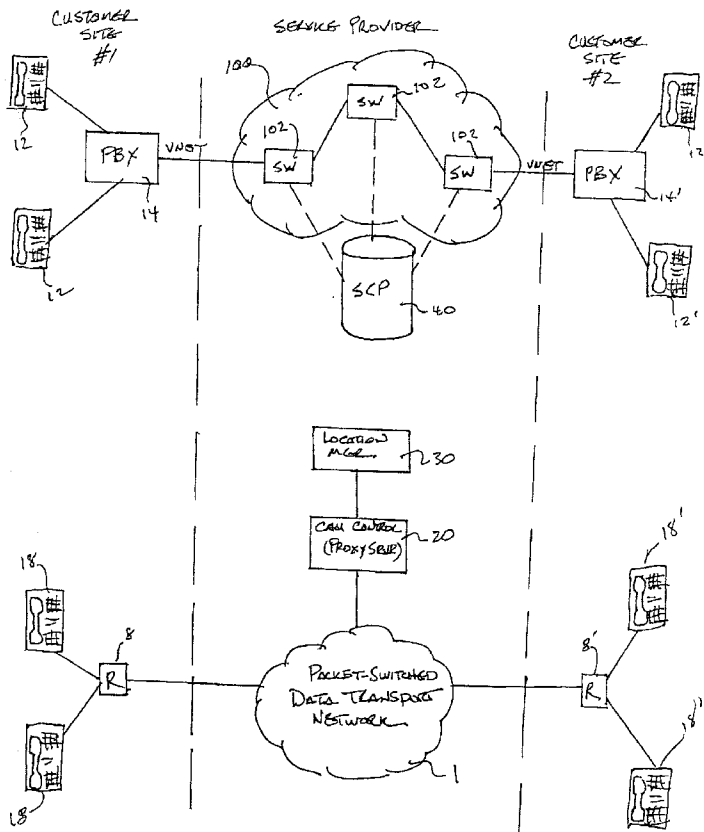 CUSTOMER
SITE
#1
SERVICE PROVIDER
CUSTOMER
SITE
#2
100
102
SW
12
PBX
14
VNET
102
SW
102
SW
VNET
PBX
14'
12
12
12'
SCP
40
LOCATION
MGR.
30
CALL CONTROL
(PROXY SRVR)
20
18
8
R
18
PACKET-SWITCHED
DATA TRANSPORT
NETWORK
1
8'
R
18'
18'